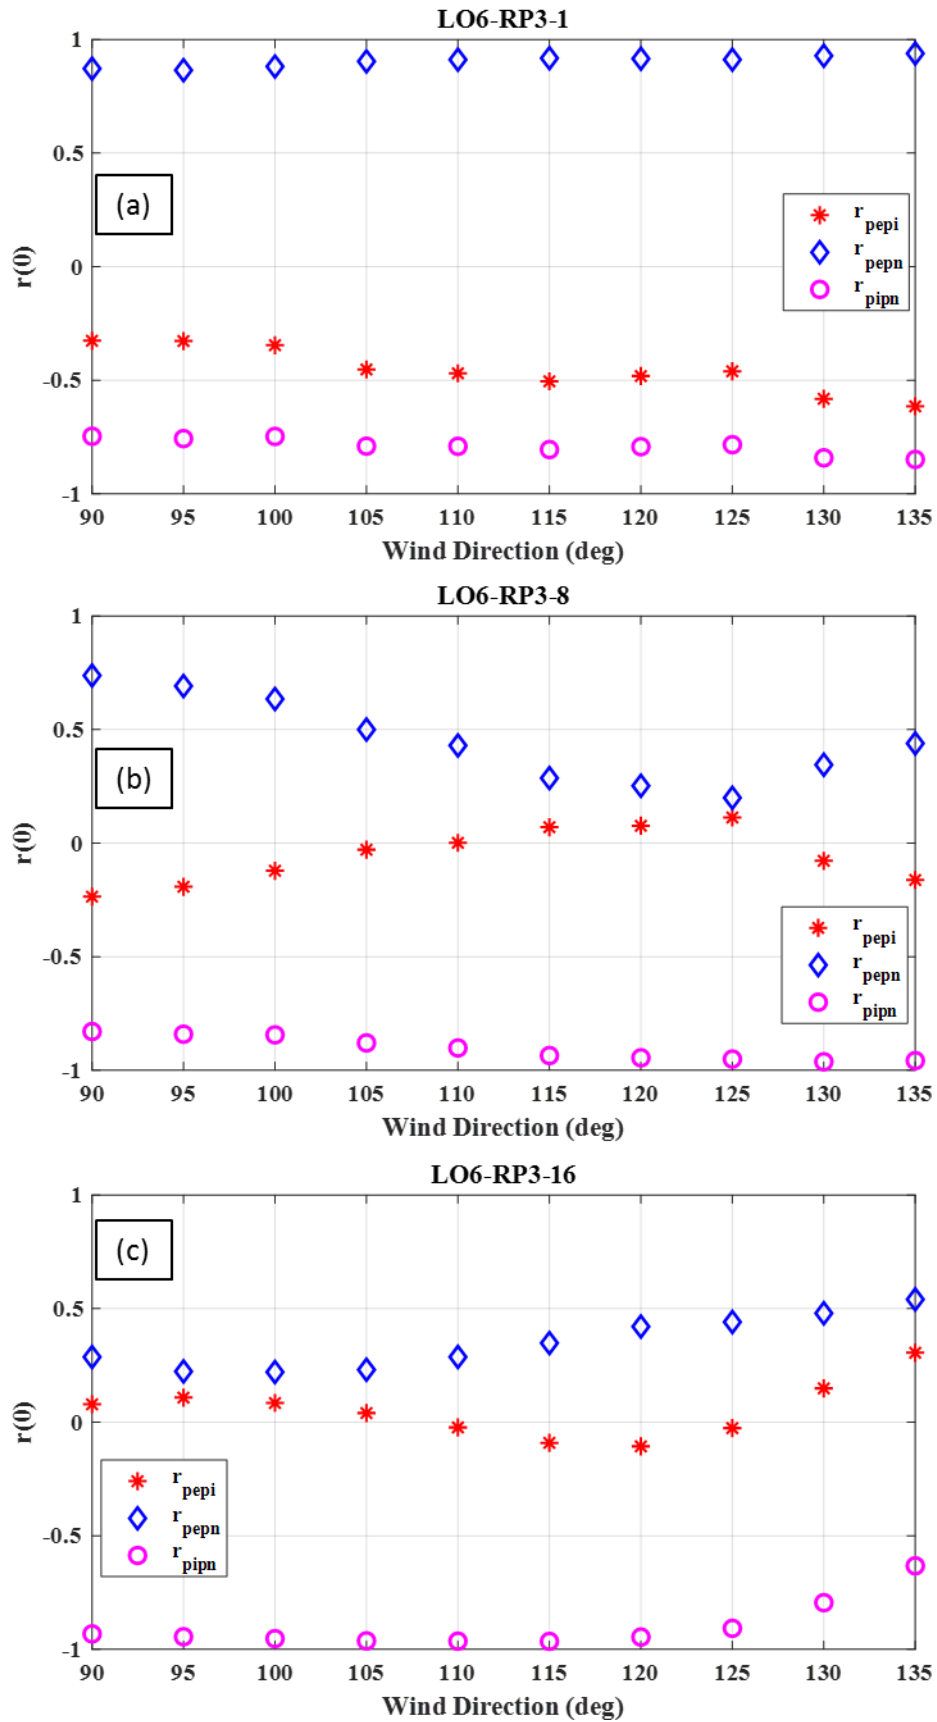 LO6-RP3-1
1
0.5
(a)
r pepi
r pepn
r(0)
0
r pipn
-0.5
-1
90 95 100 105 110 115 120 125 130 135
Wind Direction (deg)
LO6-RP3-8
1
0.5
(b)
r(0)
0
r pepi
r pepn
-0.5
r pipn
-1
90 95 100 105 110 115 120 125 130 135
Wind Direction (deg)
LO6-RP3-16
1
(c)
0.5
r(0)
0
r pepi
r pepn
-0.5
r pipn
-1
90 95 100 105 110 115 120 125 130 135
Wind Direction (deg)